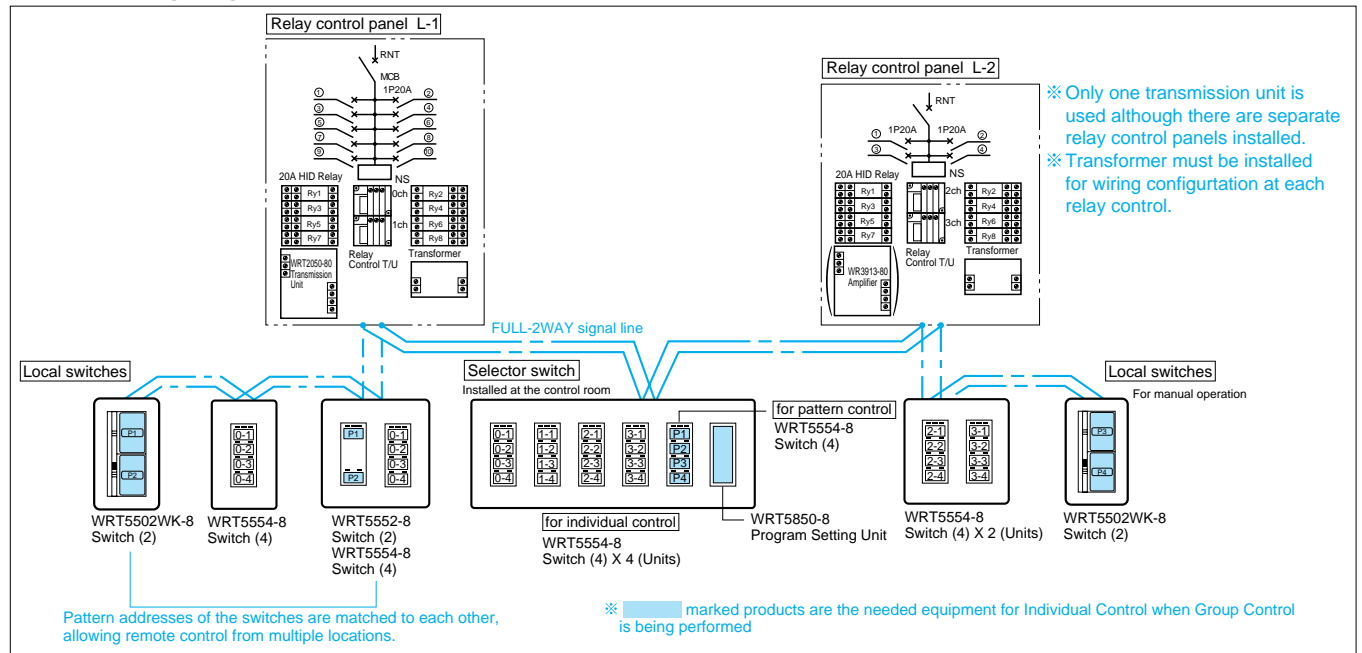 Relay control panel L-1
RNT
MCB
1P20A
① ②
③ ④
⑤ ⑥
⑦ ⑧
⑨ ⑩
NS
20A HID Relay
Ry1
Ry3
Ry5
Ry7
0ch
1ch
Ry2
Ry4
Ry6
Ry8
WRT2050-80
Transmission
Unit
Relay
Control T/U
Transformer
Relay control panel L-2
RNT
1P20A 1P20A
① ②
③ ④
NS
20A HID Relay
Ry1
Ry3
Ry5
Ry7
2ch
3ch
Ry2
Ry4
Ry6
Ry8
WR3913-80
Amplifier
Relay
Control T/U
Transformer
※ Only one transmission unit is
used although there are separate
relay control panels installed.
※ Transformer must be installed
for wiring configurtation at each
relay control.
FULL-2WAY signal line
Local switches
P1
P2
WRT5502WK-8
Switch (2)
0-1
0-2
0-3
0-4
WRT5554-8
Switch (4)
P1
P2
0-1
0-2
0-3
0-4
WRT5552-8
Switch (2)
WRT5554-8
Switch (4)
Pattern addresses of the switches are matched to each other,
allowing remote control from multiple locations.
Selector switch
Installed at the control room
0-1 1-1 2-1 3-1 P1
0-2 1-2 2-2 3-2 P2
0-3 1-3 2-3 3-3 P3
0-4 1-4 2-4 3-4 P4
for pattern control
WRT5554-8
Switch (4)
for individual control
WRT5554-8
Switch (4) X 4 (Units)
WRT5850-8
Program Setting Unit
2-1 3-1
2-2 3-2
2-3 3-3
2-4 3-4
WRT5554-8
Switch (4) X 2 (Units)
Local switches
For manual operation
P3
P4
WRT5502WK-8
Switch (2)
※ marked products are the needed equipment for Individual Control when Group Control
is being performed